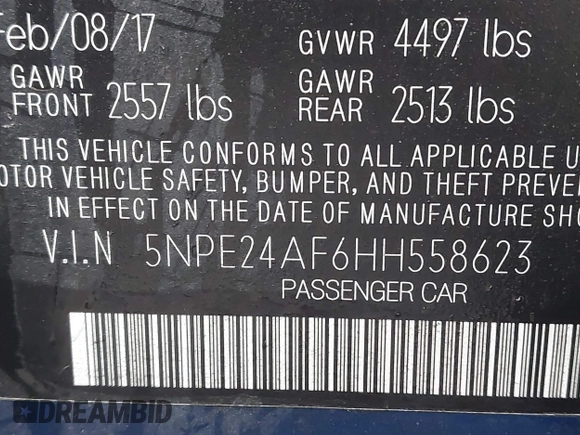 Feb/08/17 GVWR 4497 lbs
GAWR FRONT 2557 lbs GAWR REAR 2513 lbs
THIS VEHICLE CONFORMS TO ALL APPLICABLE U
OTOR VEHICLE SAFETY, BUMPER, AND THEFT PREVE
IN EFFECT ON THE DATE OF MANUFACTURE SHO
V.I.N 5NPE24AF6HH558623
PASSENGER CAR
DREAMBID